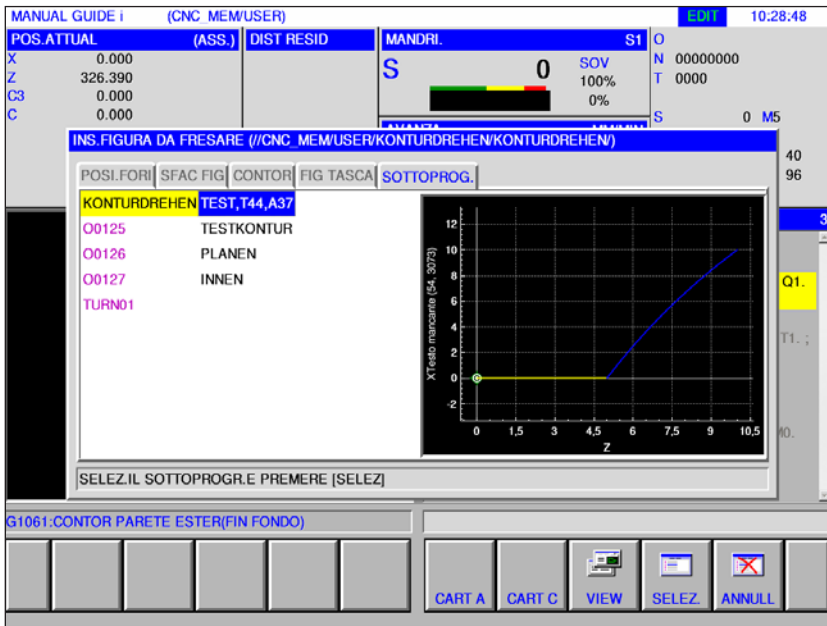 MANUAL GUIDE i (CNC_MEM/USER) EDIT 10:28:48
POS.ATTUAL (ASS.) DIST RESID MANDRI. S1 O
X 0.000
Z 326.390
C3 0.000
C 0.000
S 0 SOV
100%
0%
N 00000000
T 0000
S 0 M5
40
96
INS.FIGURA DA FRESARE (//CNC_MEM/USER/KONTURDREHEN/KONTURDREHEN/)
POSI.FORI SFAC FIG CONTOR FIG TASCA SOTTOPROG.
KONTURDREHEN TEST,T44,A37
O0125 TESTKONTUR
O0126 PLANEN
O0127 INNEN
TURN01
XTesto mancante (54, 3073)
12
10
8
6
4
2
0
-2
0 1,5 3 4,5 6 7,5 9 10,5
Z
3
Q1.
T1. ;
M0.
SELEZ.IL SOTTOPROGR.E PREMERE [SELEZ]
G1061:CONTOR PARETE ESTER(FIN FONDO)
CART A CART C VIEW SELEZ. ANNULL